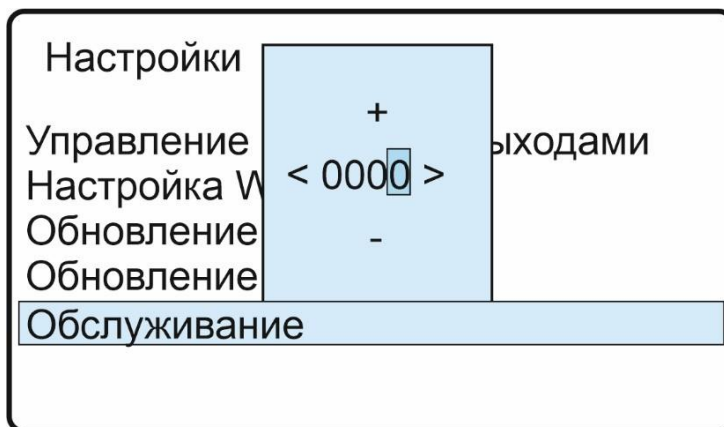 Настройки
+
Управление ыходами
< 0000 >
Настройка W
Обновление
-
Обновление
Обслуживание